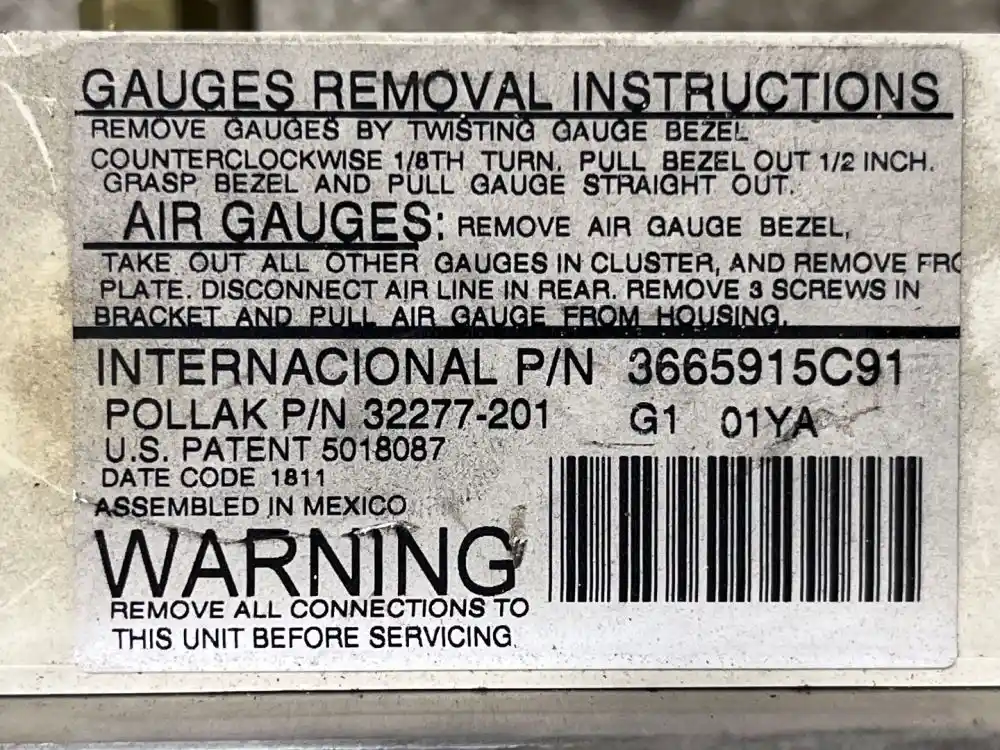 GAUGES REMOVAL INSTRUCTIONS
REMOVE GAUGES BY TWISTING GAUGE BEZEL
COUNTERCLOCKWISE 1/8TH TURN. PULL BEZEL OUT 1/2 INCH.
GRASP BEZEL AND PULL GAUGE STRAIGHT OUT.
AIR GAUGES: REMOVE AIR GAUGE BEZEL,
TAKE OUT ALL OTHER GAUGES IN CLUSTER, AND REMOVE FRO
PLATE. DISCONNECT AIR LINE IN REAR. REMOVE 3 SCREWS IN
BRACKET AND PULL AIR GAUGE FROM HOUSING.
INTERNACIONAL P/N 3665915C91
POLLAK P/N 32277-201 G1 01YA
U.S. PATENT 5018087
DATE CODE 1811
ASSEMBLED IN MEXICO
WARNING
REMOVE ALL CONNECTIONS TO
THIS UNIT BEFORE SERVICING.